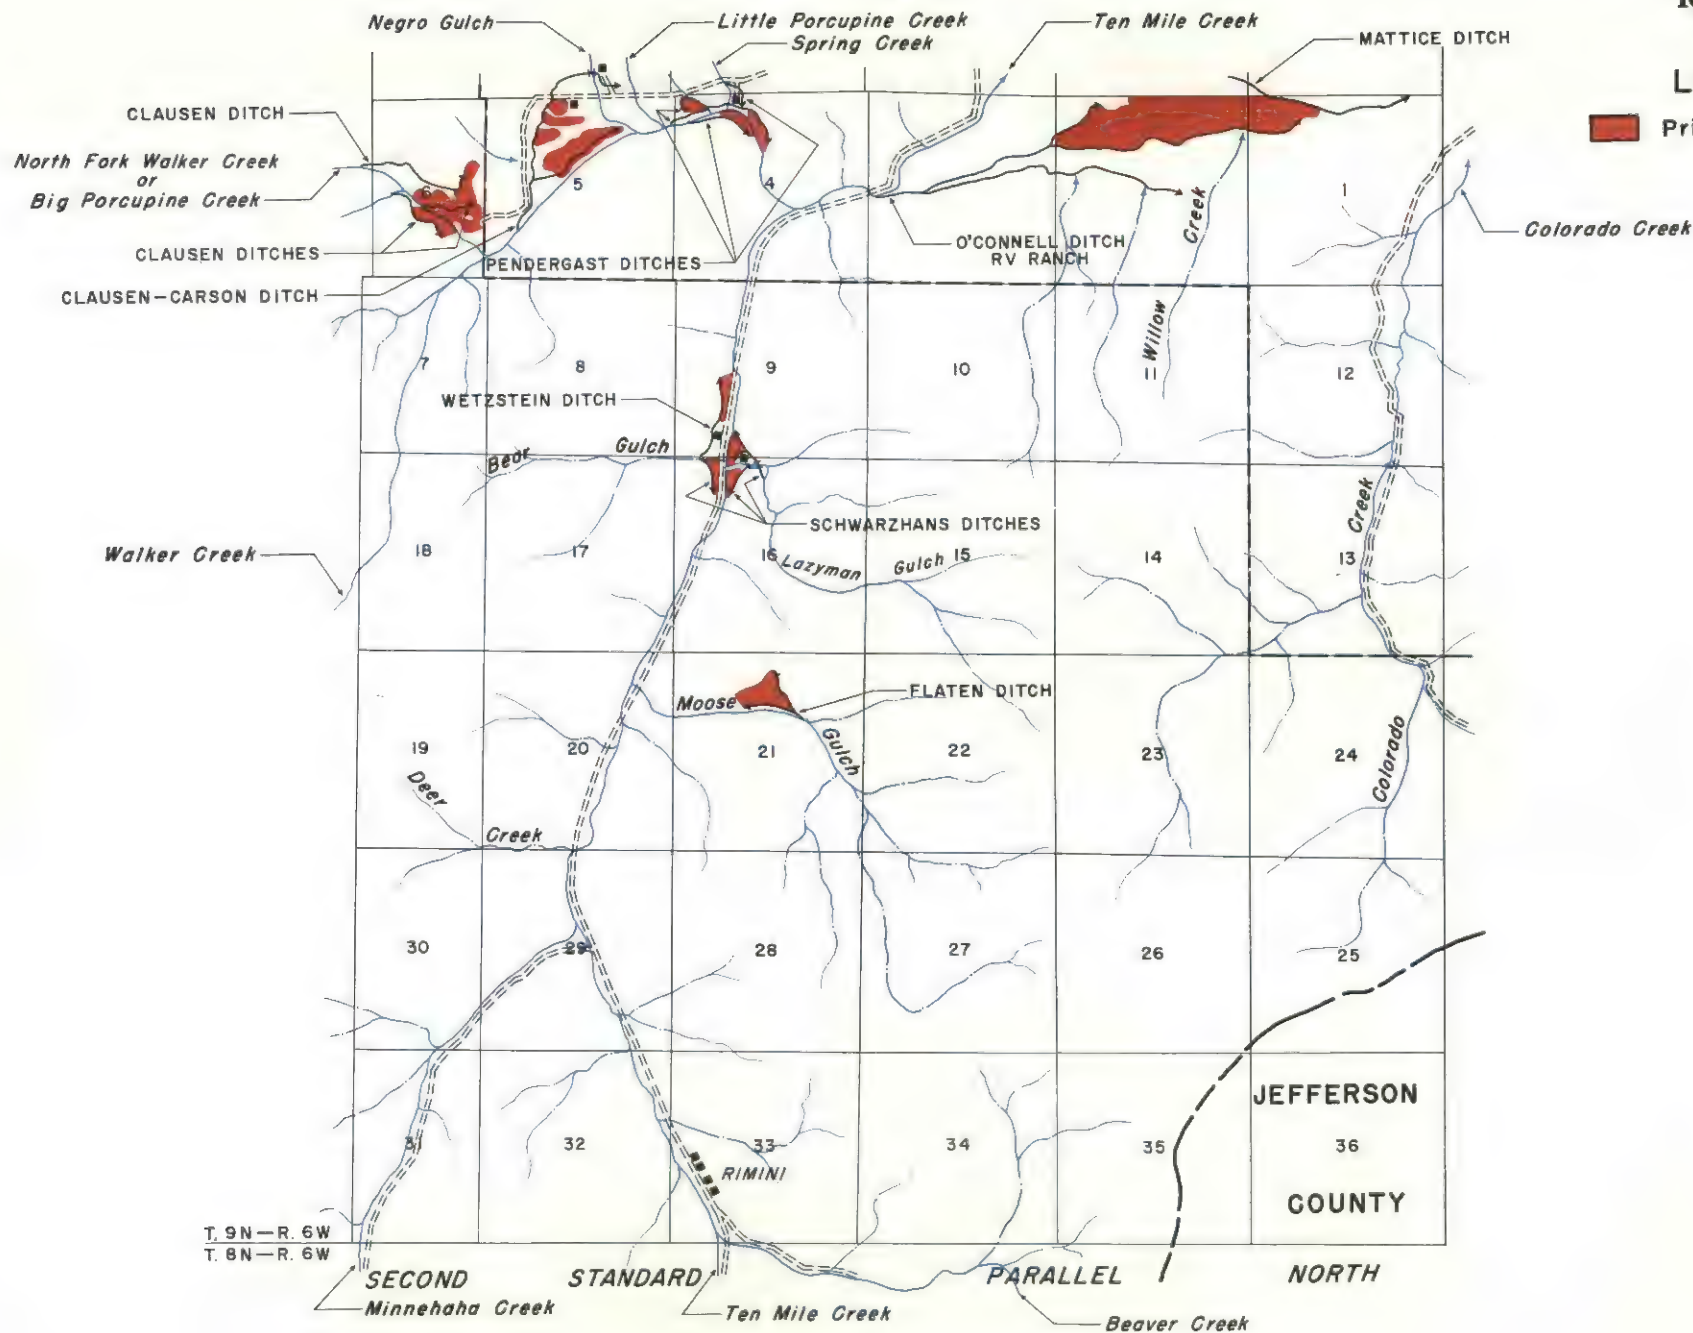 Negro Gulch
Little Porcupine Creek
Spring Creek
Ten Mile Creek
MATTICE DITCH
L
Pri
CLAUSEN DITCH
North Fork Walker Creek
or
Big Porcupine Creek
CLAUSEN DITCHES
CLAUSEN-CARSON DITCH
PENDERGAST DITCHES
O'CONNELL DITCH
RV RANCH
Colorado Creek
6
5
4
1
Willow
Creek
7
8
9
10
11
12
WETZSTEIN DITCH
Bear
Gulch
SCHWARZHANS DITCHES
Walker Creek
18
17
16
Lazyman
Gulch
15
14
13
Creek
Moose
Gulch
FLATEN DITCH
19
20
21
22
23
24
Colorado
Deer
Creek
30
29
28
27
26
25
JEFFERSON
31
32
33
34
35
36
RIMINI
COUNTY
T. 9N-R. 6W
T. 8N-R. 6W
SECOND STANDARD PARALLEL NORTH
Minnehaha Creek
Ten Mile Creek
Beaver Creek